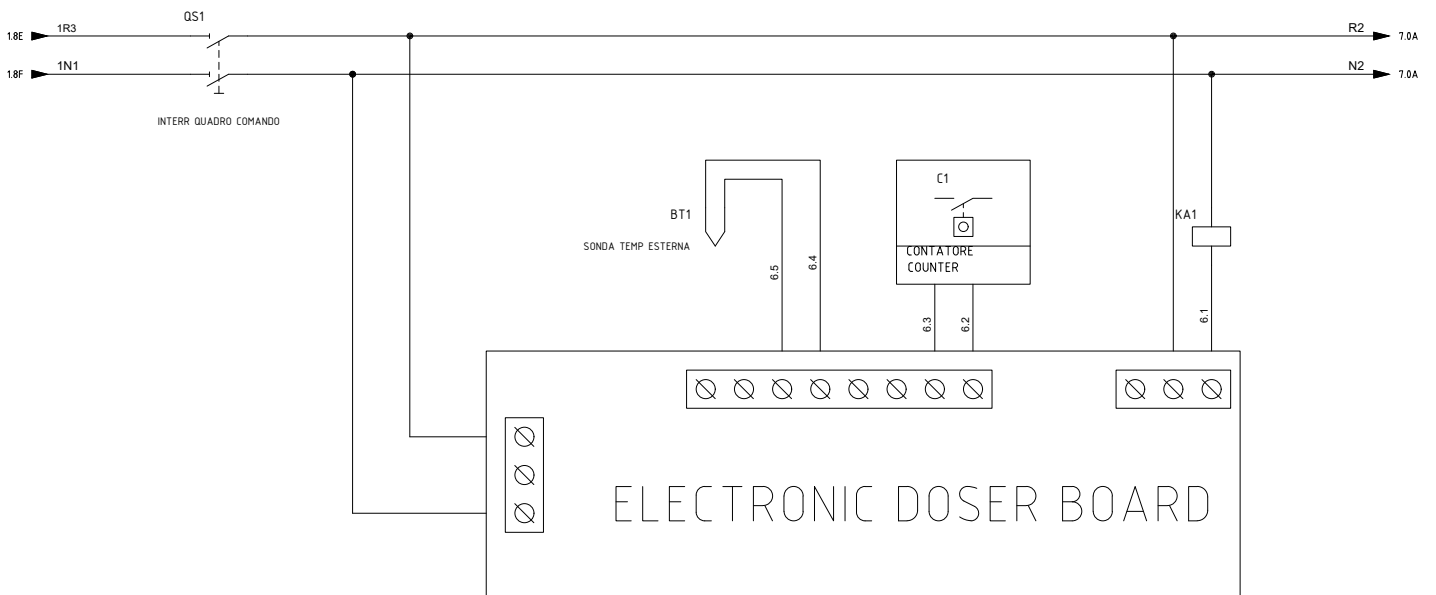 QS1
1.8E
1R3
R2
7.0A
1.8F
1N1
N2
7.0A
INTERR QUADRO COMANDO
C1
BT1
KA1
SONDA TEMP ESTERNA
CONTATORE
COUNTER
6.5
6.4
6.3
6.2
6.1
ELECTRONIC DOSER BOARD